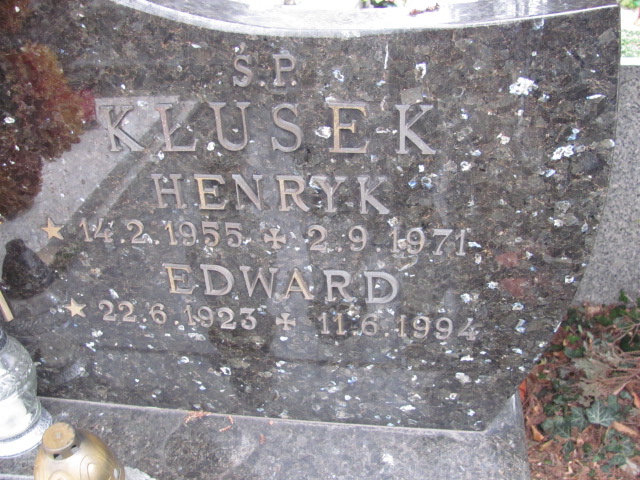 Ś.P.
KŁUSEK
HENRYK
14.2.1955 2.9.1971
EDWARD
22.6.1923 11.6.1994